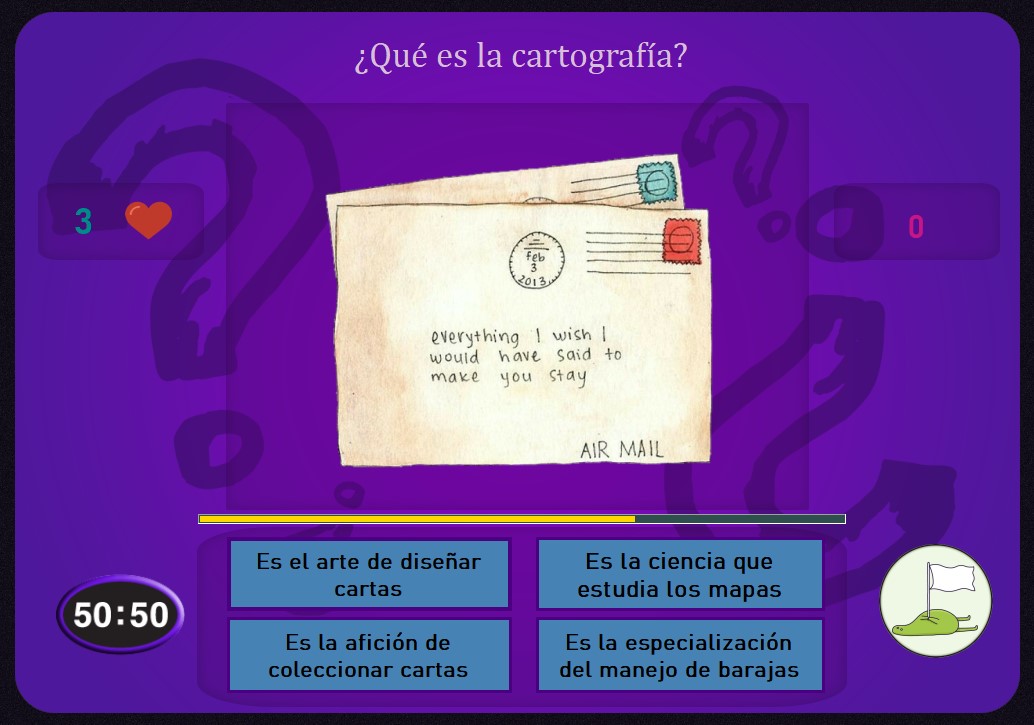 ¿Qué es la cartografía?
3
0
feb
3
2013
everything I wish I
would have said to
make you stay
AIR MAIL
Es el arte de diseñar
cartas
Es la ciencia que
estudia los mapas
Es la afición de
coleccionar cartas
Es la especialización
del manejo de barajas
50:50